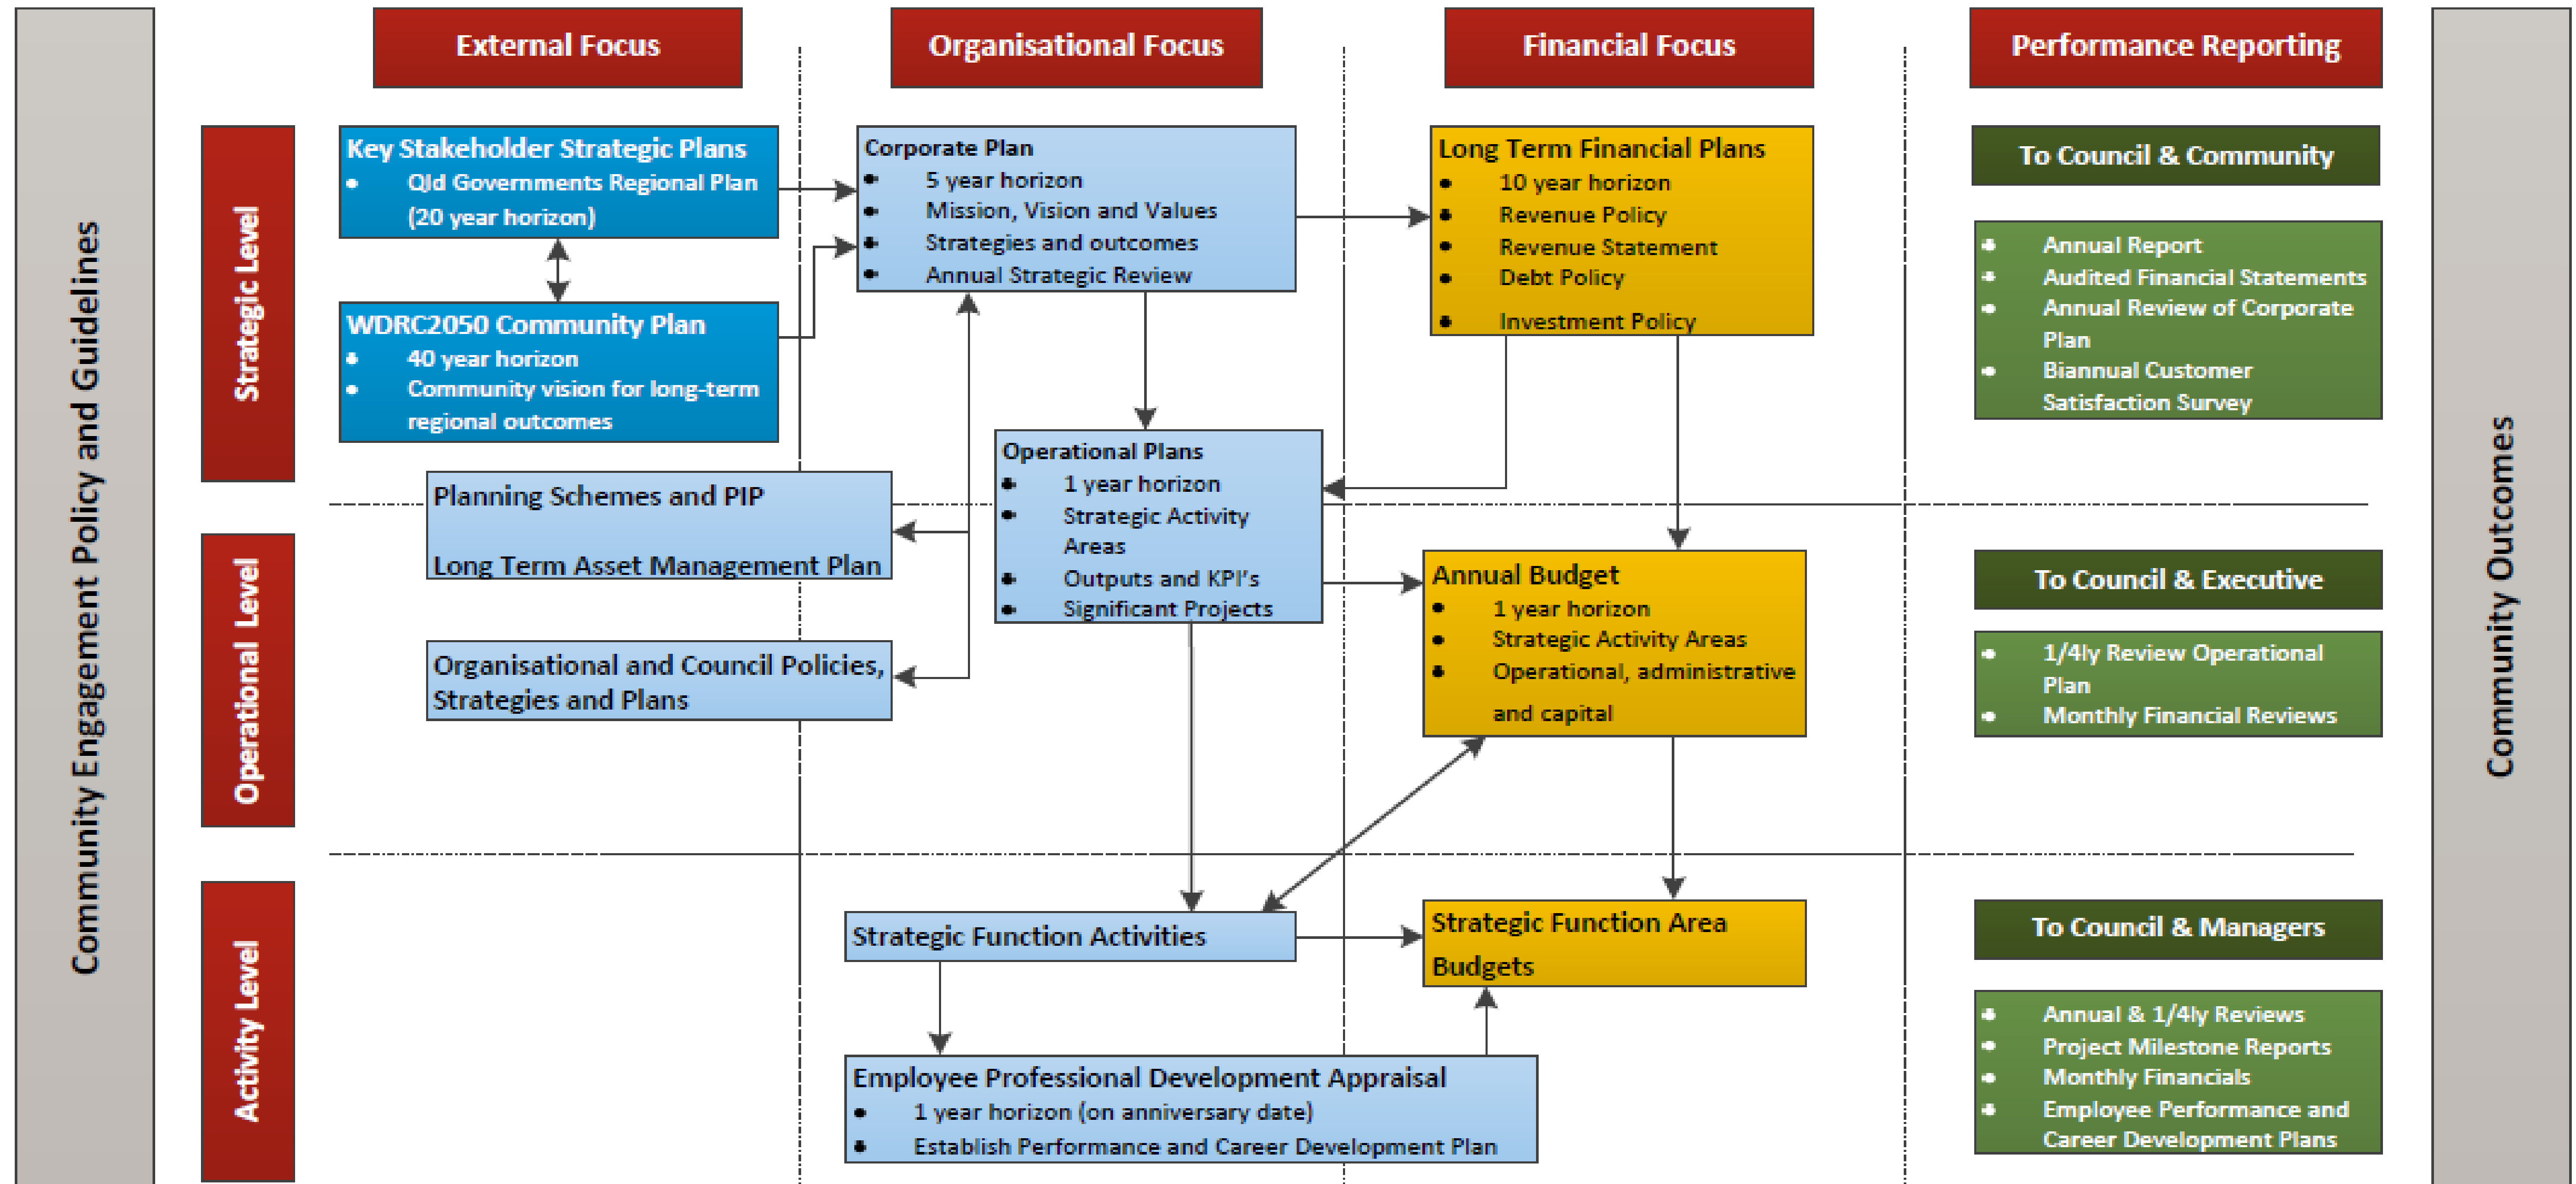 Community Engagement Policy and Guidelines
External Focus
Organisational Focus
Financial Focus
Performance Reporting
Strategic Level
Key Stakeholder Strategic Plans
• Qld Governments Regional Plan
(20 year horizon)
WDRC2050 Community Plan
• 40 year horizon
• Community vision for long-term
regional outcomes
Corporate Plan
• 5 year horizon
• Mission, Vision and Values
• Strategies and outcomes
• Annual Strategic Review
Long Term Financial Plans
• 10 year horizon
• Revenue Policy
• Revenue Statement
• Debt Policy
• Investment Policy
To Council & Community
• Annual Report
• Audited Financial Statements
• Annual Review of Corporate
Plan
• Biannual Customer
Satisfaction Survey
Operational Level
Planning Schemes and PIP
Long Term Asset Management Plan
Organisational and Council Policies,
Strategies and Plans
Operational Plans
• 1 year horizon
• Strategic Activity
Areas
• Outputs and KPI's
• Significant Projects
Annual Budget
• 1 year horizon
• Strategic Activity Areas
• Operational, administrative
and capital
To Council & Executive
• 1/4ly Review Operational
Plan
• Monthly Financial Reviews
Activity Level
Strategic Function Activities
Strategic Function Area
Budgets
Employee Professional Development Appraisal
• 1 year horizon (on anniversary date)
• Establish Performance and Career Development Plan
To Council & Managers
• Annual & 1/4ly Reviews
• Project Milestone Reports
• Monthly Financials
• Employee Performance and
Career Development Plans
Community Outcomes